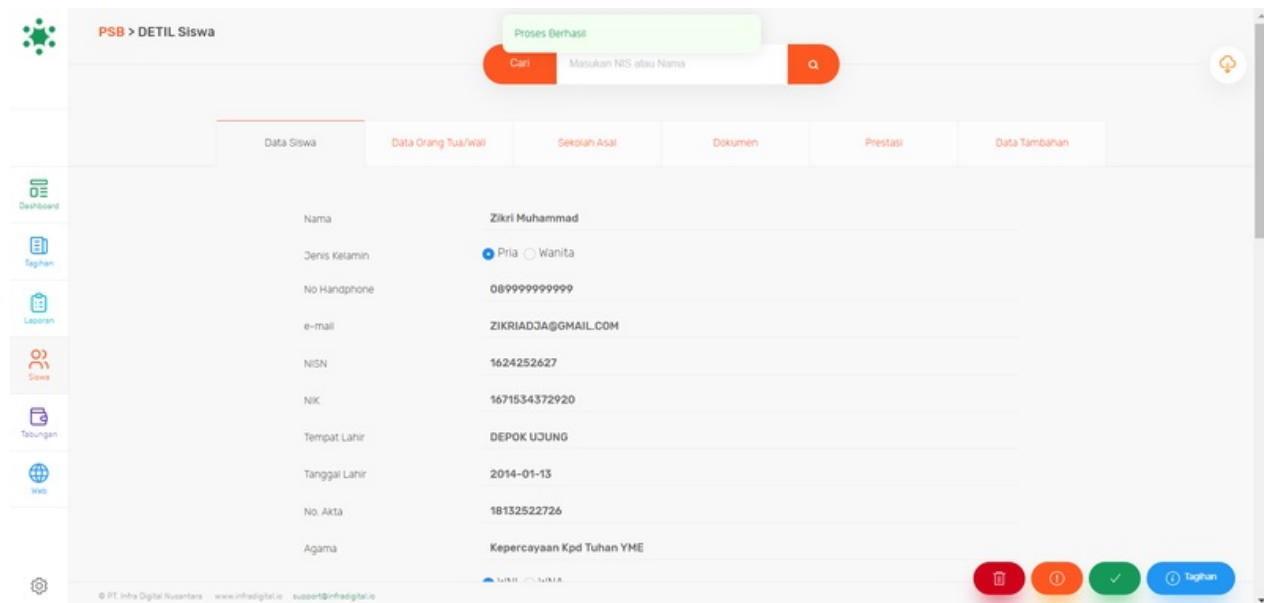 PSB > DETIL Siswa
Proses Berhasil
Cari Masukan NIS atau Nama
Data Siswa Data Orang Tua/Wali Sekolah Asal Dokumen Prestasi Data Tambahan
Dashboard
Tagihan
Laporan
Siswa
Tabungan
Web
Nama Zikri Muhammad
Jenis Kelamin Pria Wanita
No Handphone 089999999999
e-mail ZIKRIADJA@GMAIL.COM
NISN 1624252627
NIK 1671534372920
Tempat Lahir DEPOK UJUNG
Tanggal Lahir 2014-01-13
No. Akta 18132522726
Agama Kepercayaan Kpd Tuhan YME
WNI WNA
Tagihan
© PT. Infra Digital Nusantara www.infradigital.io support@infradigital.io